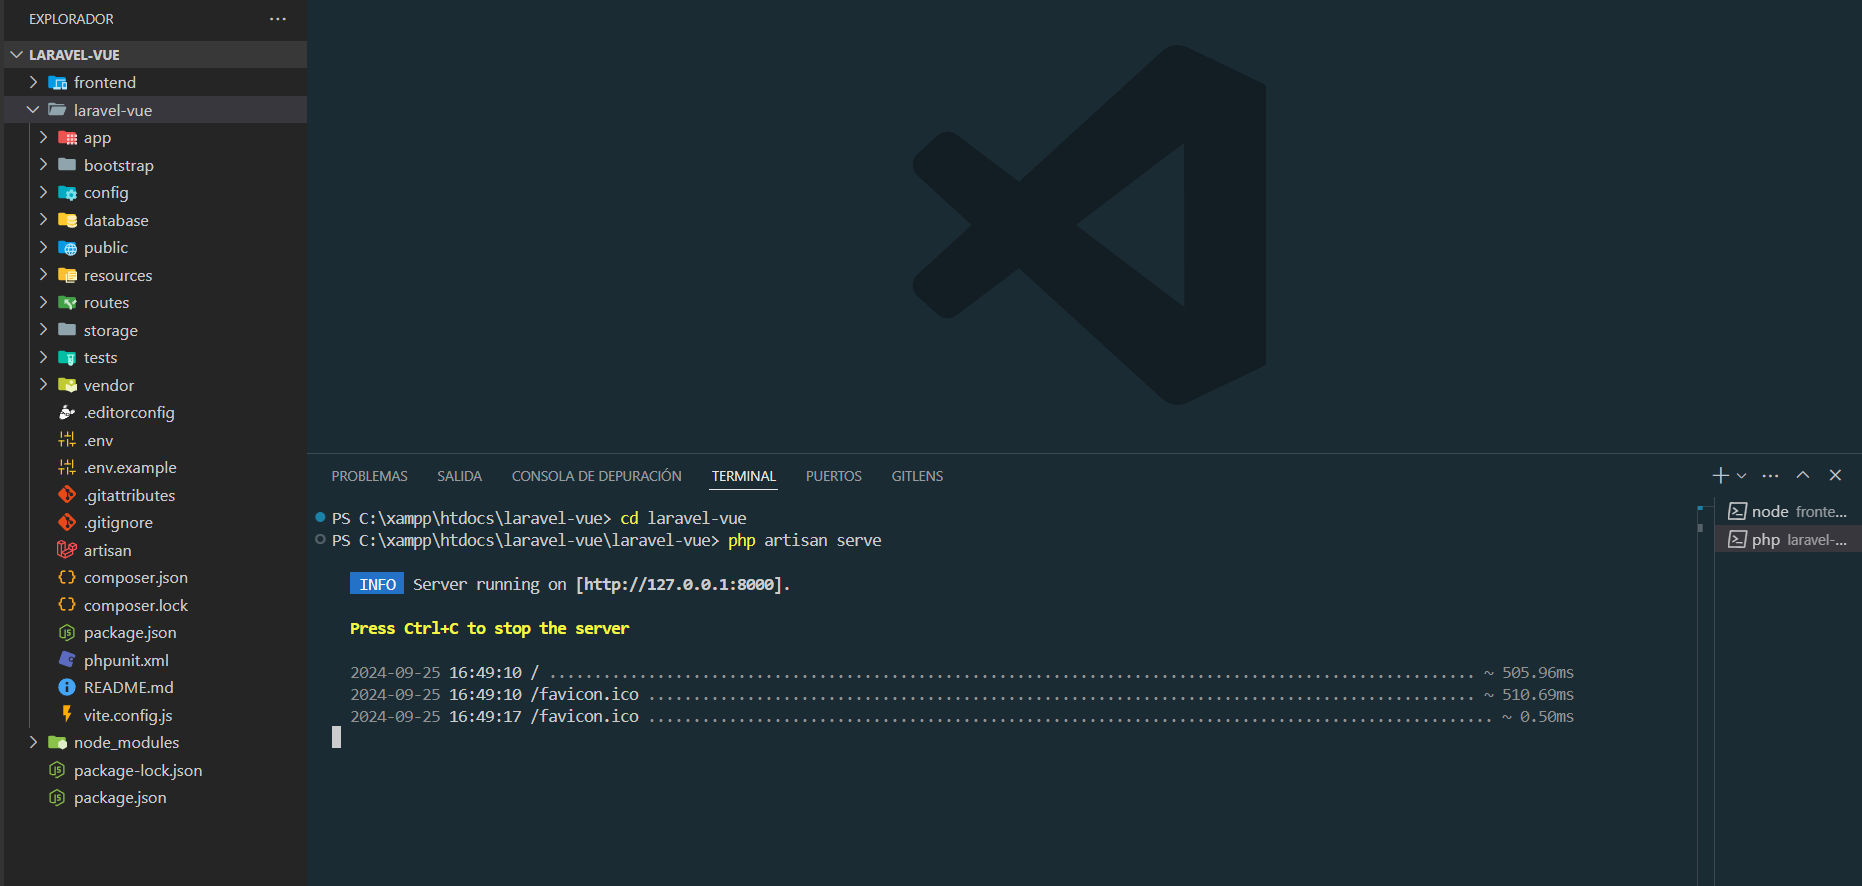 EXPLORADOR
LARAVEL-VUE
frontend
laravel-vue
app
bootstrap
config
database
public
resources
routes
storage
tests
vendor
.editorconfig
.env
.env.example
.gitattributes
.gitignore
artisan
composer.json
composer.lock
package.json
phpunit.xml
README.md
vite.config.js
node_modules
package-lock.json
package.json
PROBLEMAS SALIDA CONSOLA DE DEPURACIÓN TERMINAL PUERTOS GITLENS
PS C:\xampp\htdocs\laravel-vue> cd laravel-vue
PS C:\xampp\htdocs\laravel-vue\laravel-vue> php artisan serve
INFO Server running on [http://127.0.0.1:8000].
Press Ctrl+C to stop the server
2024-09-25 16:49:10 / ....................................................................................................... ~ 505.96ms
2024-09-25 16:49:10 /favicon.ico ............................................................................................ ~ 510.69ms
2024-09-25 16:49:17 /favicon.ico .............................................................................................. ~ 0.50ms
node fronte...
php laravel-...